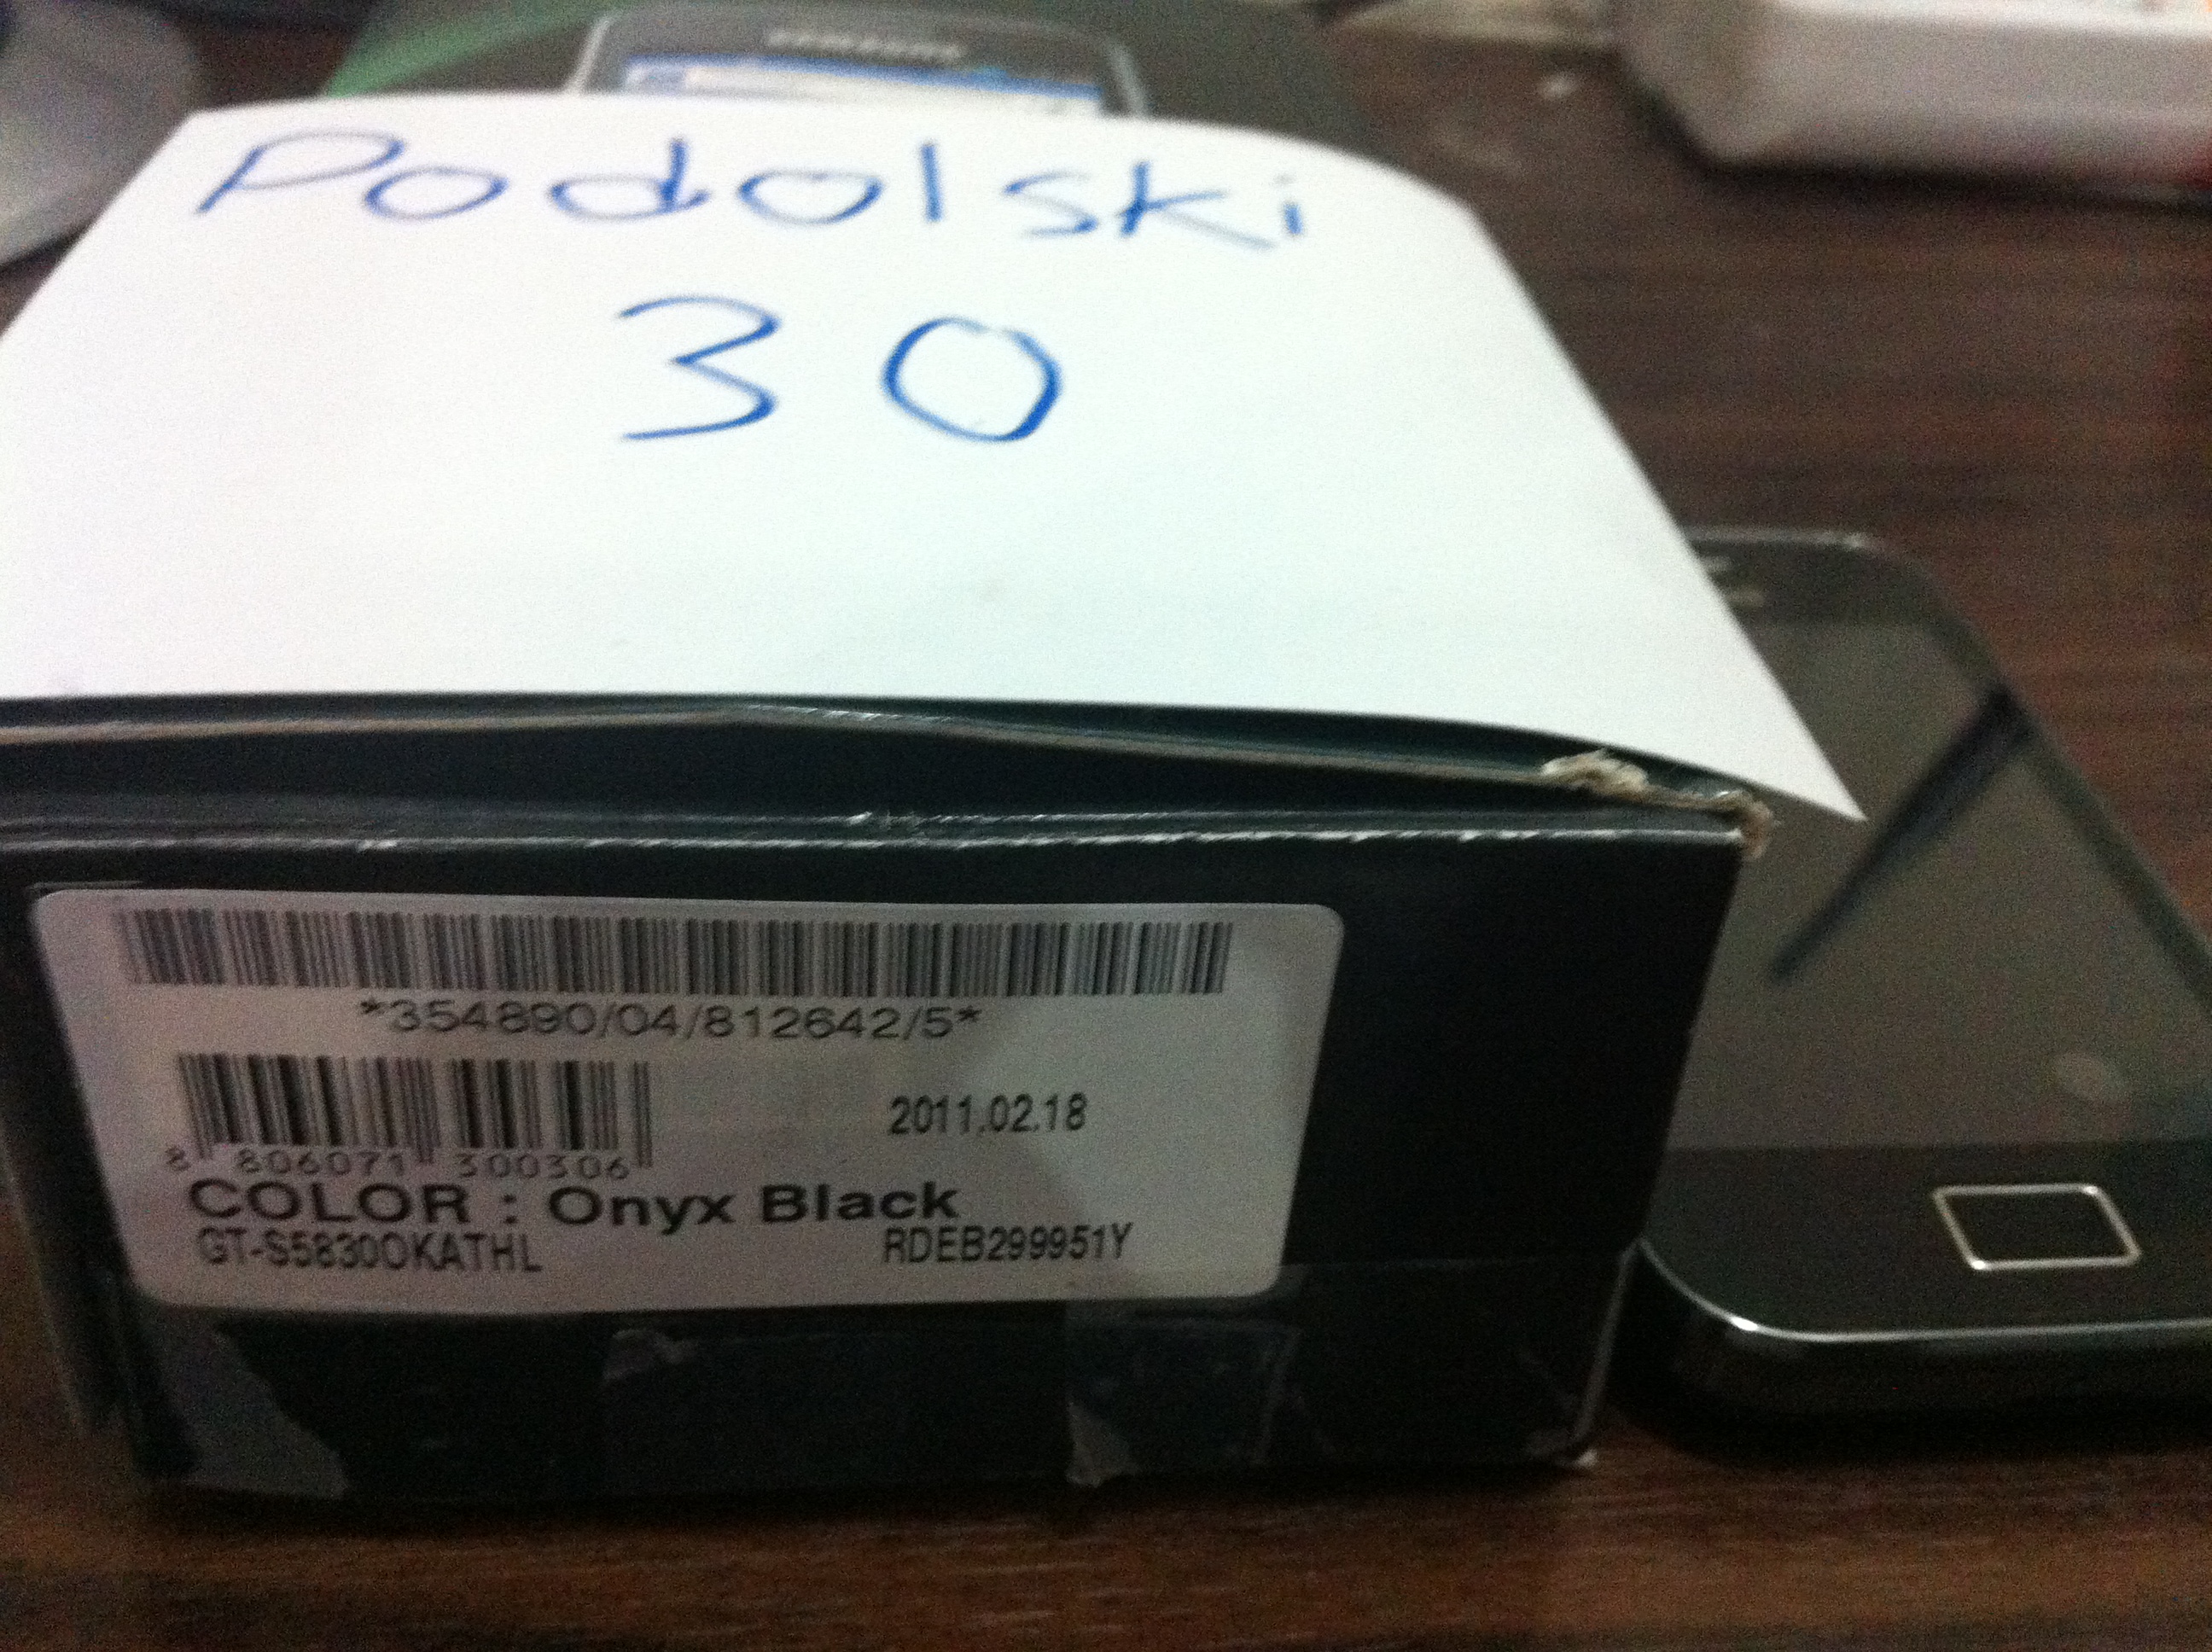 Podolski
30
*354890/04/812642/5*
2011.02.18
8 806071 300306
COLOR : Onyx Black
GT-S5830OKATHL RDEB299951Y